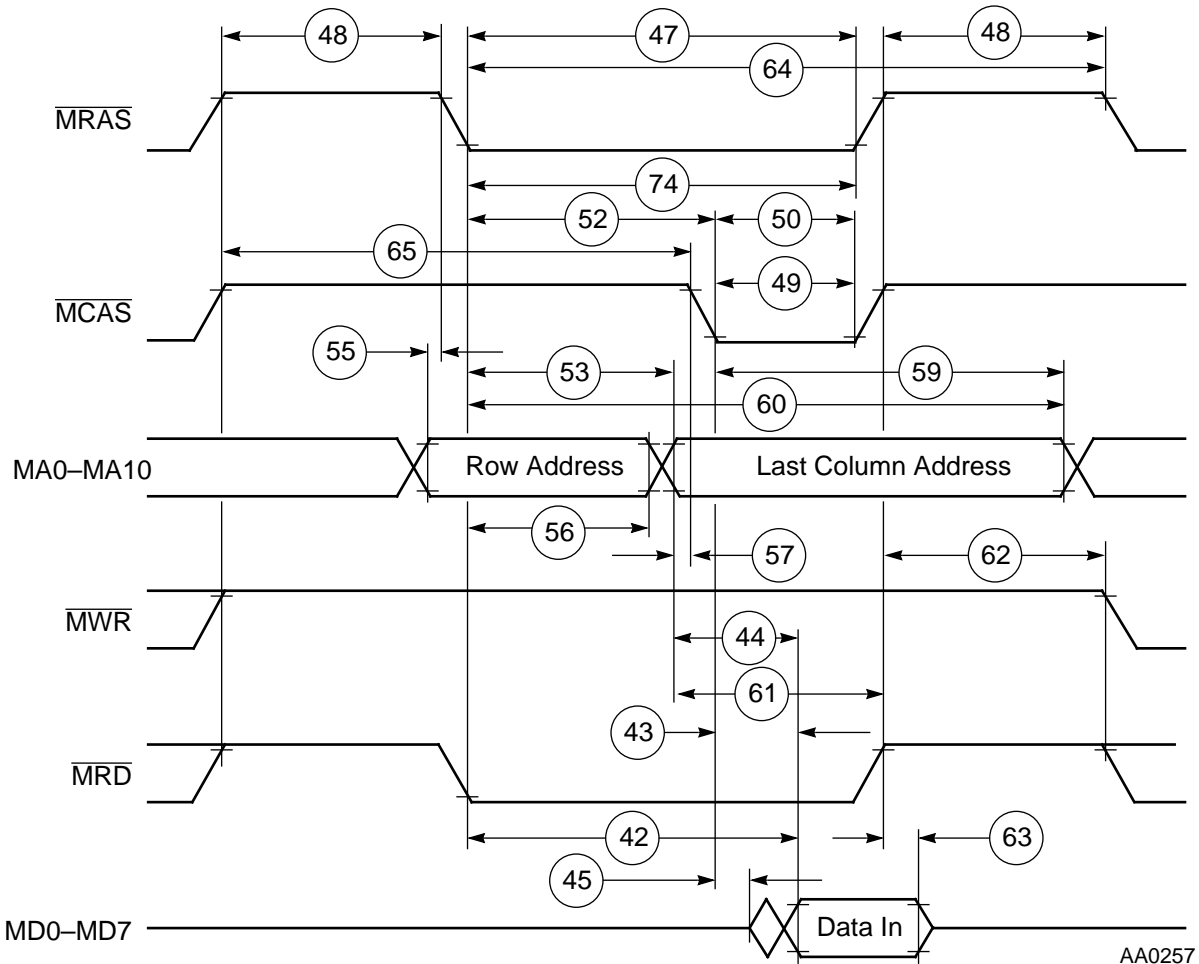 48
47
48
64
MRAS
74
52
50
65
49
MCAS
55
53
59
60
MA0–MA10
Row Address
Last Column Address
56
57
62
MWR
44
61
43
MRD
42
63
45
MD0–MD7
Data In
AA0257